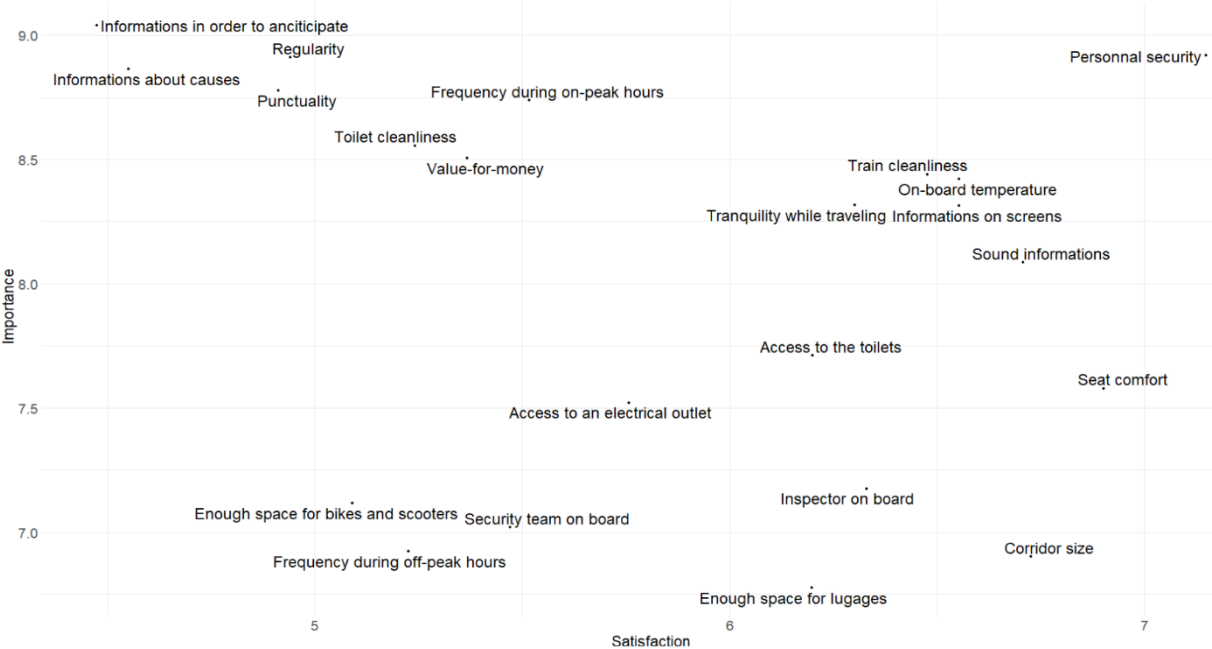 Informations in order to anciticipate
9.0
Regularity
Personnal security
Informations about causes
Frequency during on-peak hours
Punctuality
Toilet cleanliness
8.5
Train cleanliness
Value-for-money
On-board temperature
Tranquility while traveling
Informations on screens
Sound informations
8.0
Importance
Access to the toilets
Seat comfort
7.5
Access to an electrical outlet
Inspector on board
Enough space for bikes and scooters
Security team on board
7.0
Corridor size
Frequency during off-peak hours
Enough space for lugages
5
6
7
Satisfaction